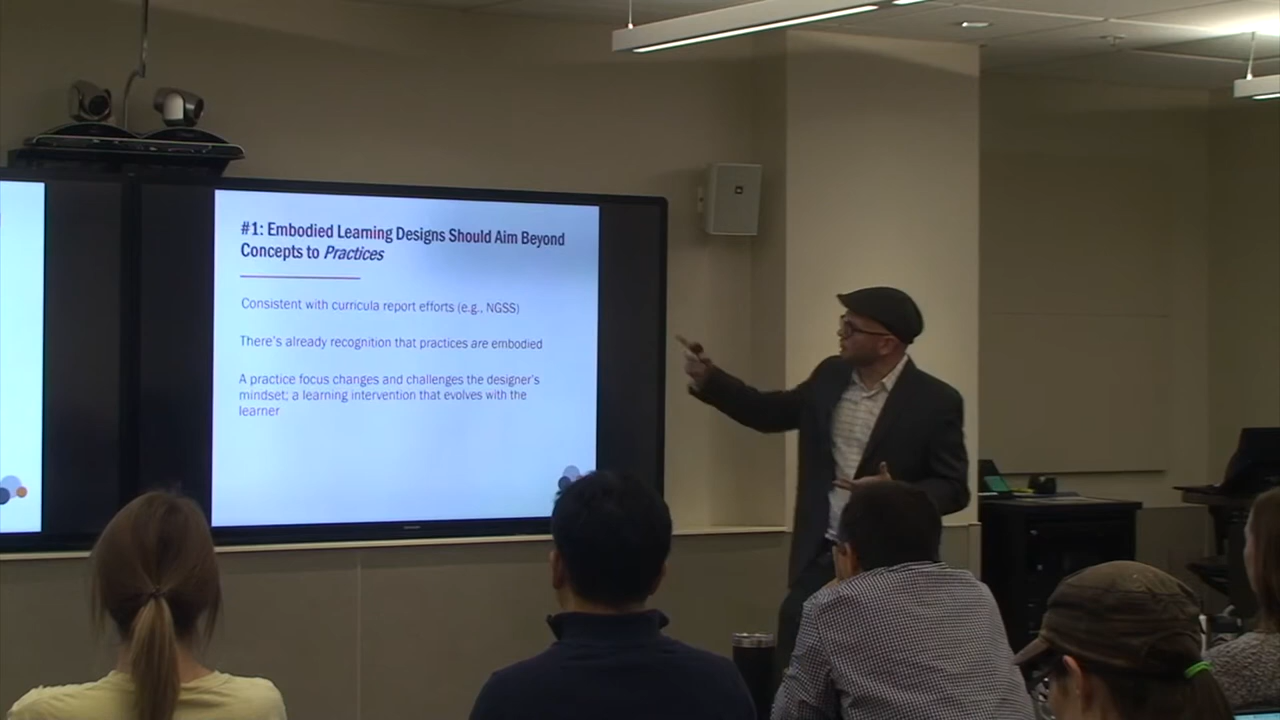 #1: Embodied Learning Designs Should Aim Beyond
Concepts to Practices
Consistent with curricula report efforts (e.g., NGSS)
There's already recognition that practices are embodied
A practice focus changes and challenges the designer's
mindset; a learning intervention that evolves with the
learner